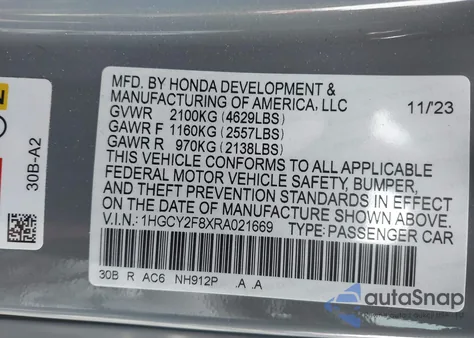 MFD. BY HONDA DEVELOPMENT &
MANUFACTURING OF AMERICA, LLC
GVWR 2100KG (4629LBS) 11/23
GAWR F 1160KG (2557LBS)
GAWR R 970KG (2138LBS)
THIS VEHICLE CONFORMS TO ALL APPLICABLE
FEDERAL MOTOR VEHICLE SAFETY, BUMPER,
AND THEFT PREVENTION STANDARDS IN EFFECT
ON THE DATE OF MANUFACTURE SHOWN ABOVE.
V.I.N.: 1HGCY2F8XRA021669 TYPE: PASSENGER CAR
30B R AC6 NH912P .A .A
30B-A2
autoSnap